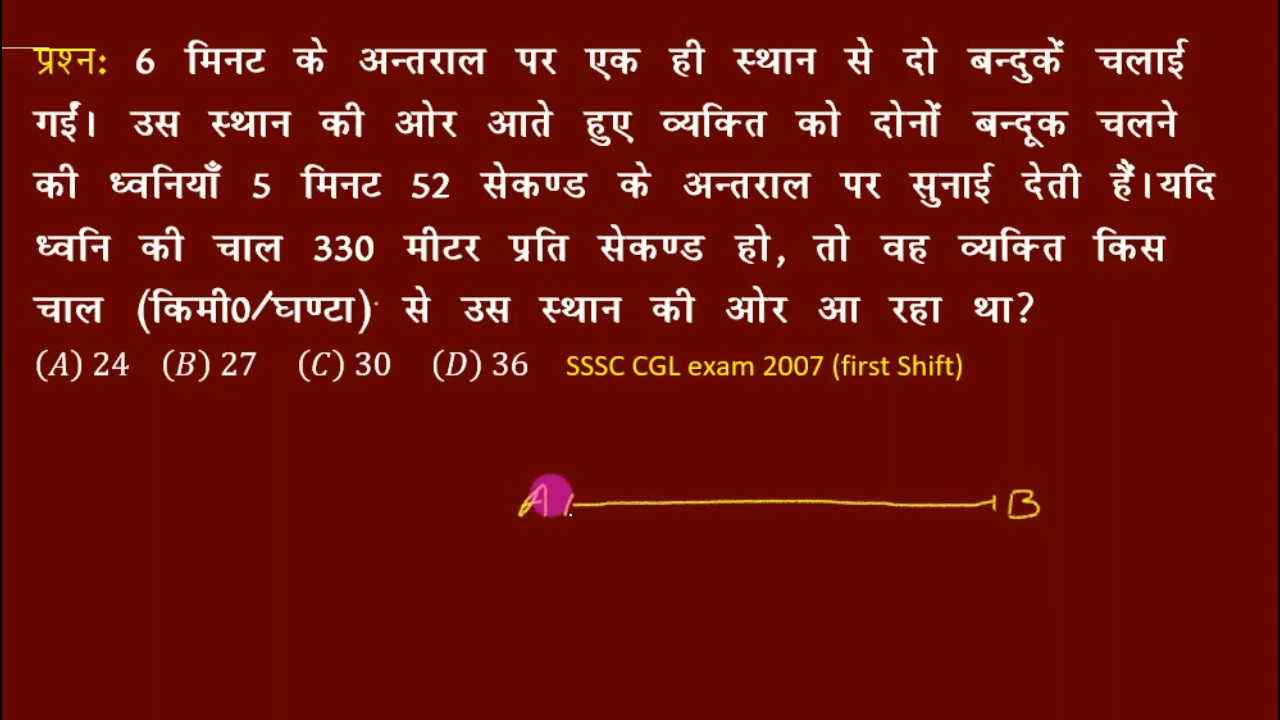 प्रश्न: 6 मिनट के अन्तराल पर एक ही स्थान से दो बन्दुकें चलाई
गईं। उस स्थान की ओर आते हुए व्यक्ति को दोनों बन्दूक चलने
की ध्वनियाँ 5 मिनट 52 सेकण्ड के अन्तराल पर सुनाई देती हैं।यदि
ध्वनि की चाल 330 मीटर प्रति सेकण्ड हो, तो वह व्यक्ति किस
चाल (किमी0/घण्टा) से उस स्थान की ओर आ रहा था?
(A) 24 (B) 27 (C) 30 (D) 36 SSSC CGL exam 2007 (first Shift)
A B